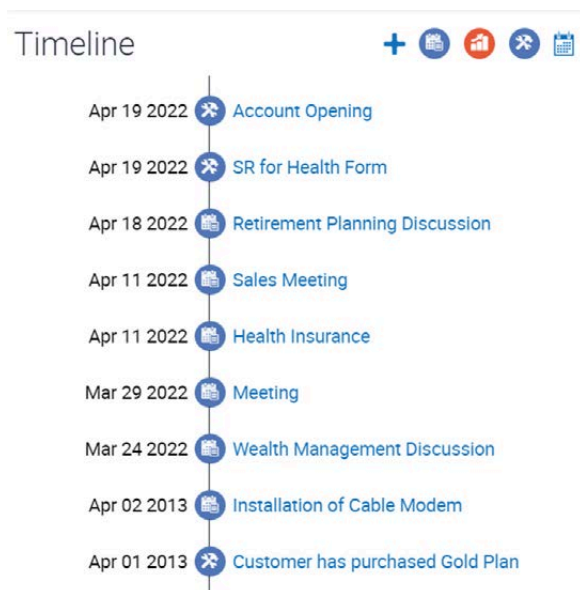 Timeline
Apr 19 2022 Account Opening
Apr 19 2022 SR for Health Form
Apr 18 2022 Retirement Planning Discussion
Apr 11 2022 Sales Meeting
Apr 11 2022 Health Insurance
Mar 29 2022 Meeting
Mar 24 2022 Wealth Management Discussion
Apr 02 2013 Installation of Cable Modem
Apr 01 2013 Customer has purchased Gold Plan